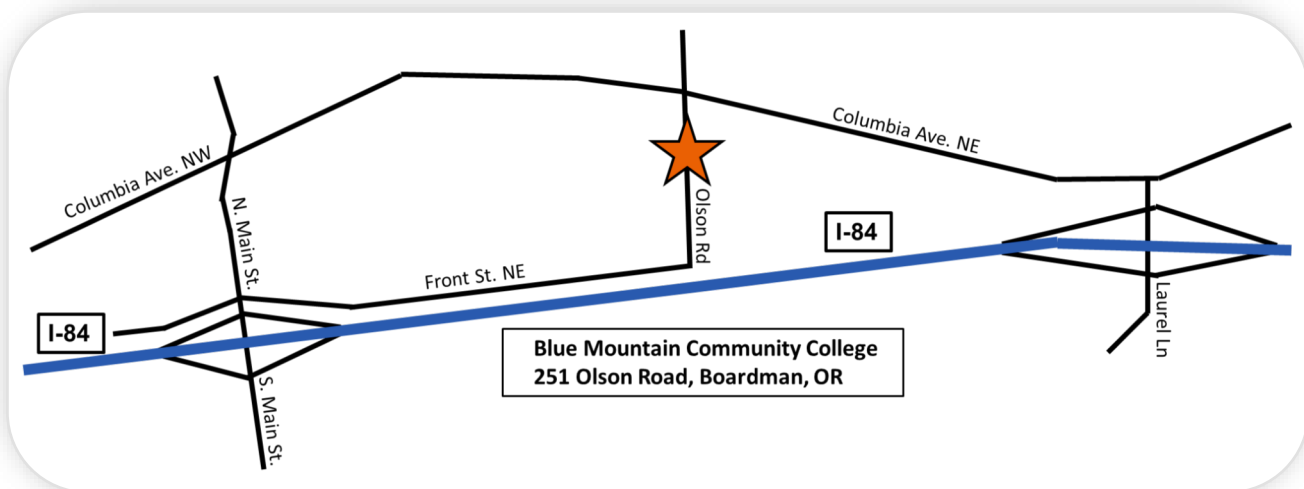 Columbia Ave. NW
N. Main St.
Front St. NE
Olson Rd
Columbia Ave. NE
I-84
I-84
Blue Mountain Community College
251 Olson Road, Boardman, OR
Laurel Ln
S. Main St.